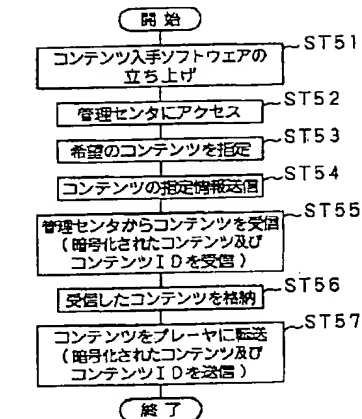 開始
コンテンツ入手ソフトウェアの
立ち上げ
ST51
管理センタにアクセス
ST52
希望のコンテンツを指定
ST53
コンテンツの指定情報送信
ST54
管理センタからコンテンツを受信
(暗号化されたコンテンツ及び
コンテンツIDを受信)
ST55
受信したコンテンツを格納
ST56
コンテンツをプレーヤに転送
(暗号化されたコンテンツ及び
コンテンツIDを送信)
ST57
終了